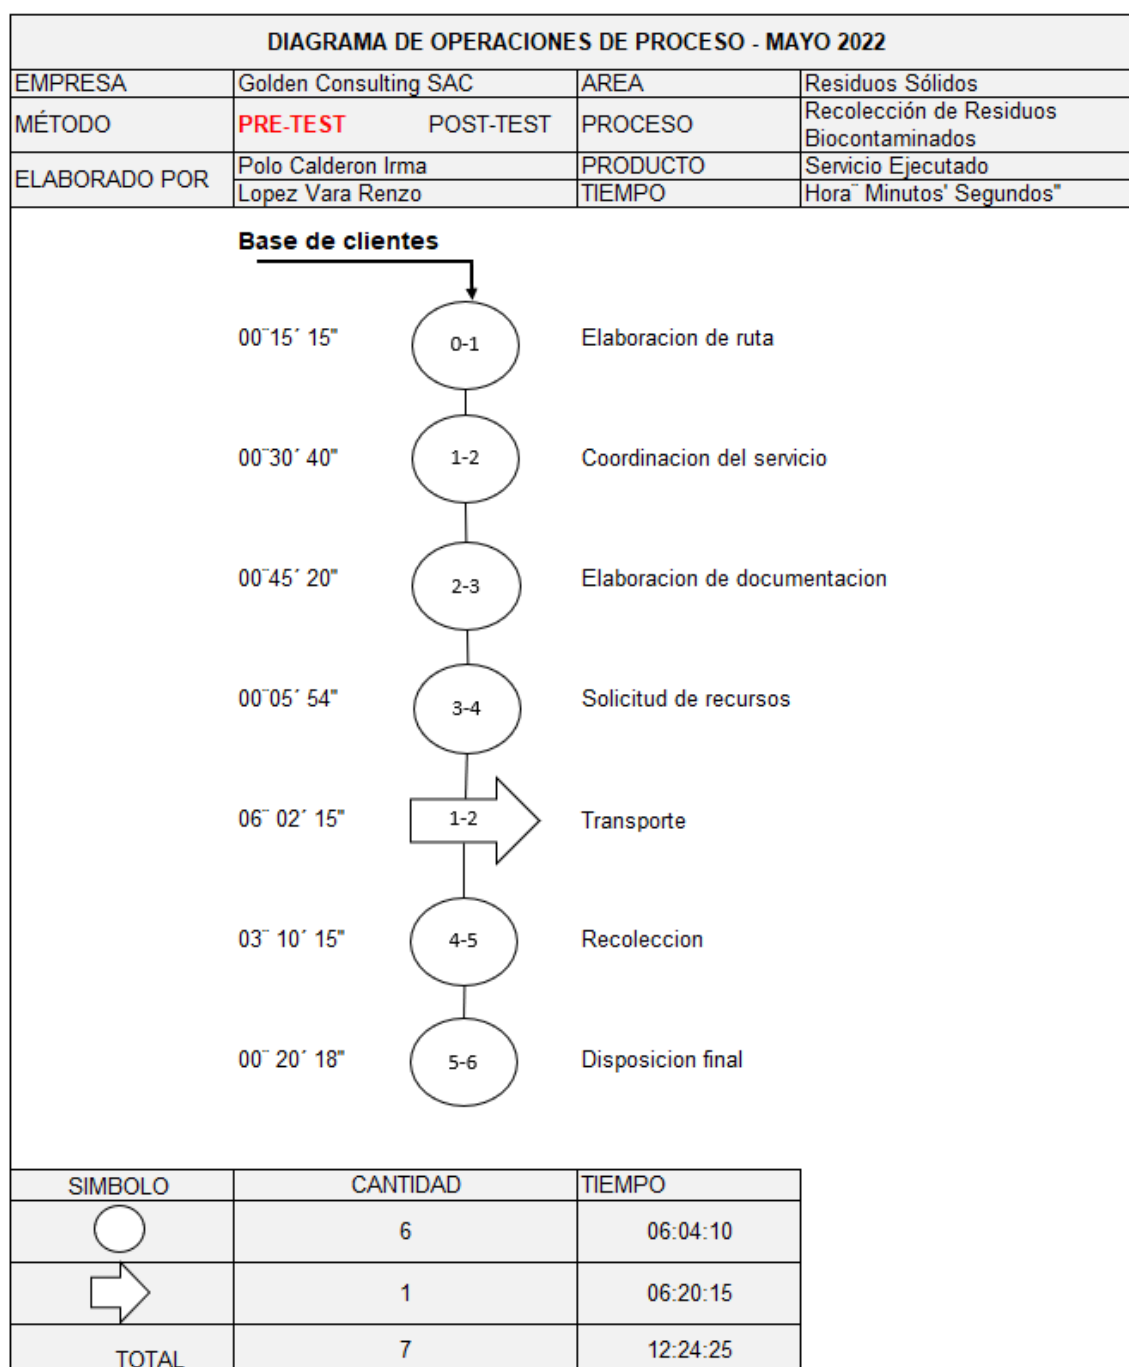 DIAGRAMA DE OPERACIONES DE PROCESO - MAYO 2022
EMPRESA Golden Consulting SAC AREA Residuos Sólidos
MÉTODO PRE-TEST POST-TEST PROCESO Recolección de Residuos
Biocontaminados
ELABORADO POR Polo Calderon Irma PRODUCTO Servicio Ejecutado
Lopez Vara Renzo TIEMPO Hora¨ Minutos' Segundos"
Base de clientes
00¨15´ 15" 0-1 Elaboracion de ruta
00¨30´ 40" 1-2 Coordinacion del servicio
00¨45´ 20" 2-3 Elaboracion de documentacion
00¨05´ 54" 3-4 Solicitud de recursos
06¨ 02´ 15" 1-2 Transporte
03¨ 10´ 15" 4-5 Recoleccion
00¨ 20´ 18" 5-6 Disposicion final
SIMBOLO CANTIDAD TIEMPO
6 06:04:10
1 06:20:15
TOTAL 7 12:24:25